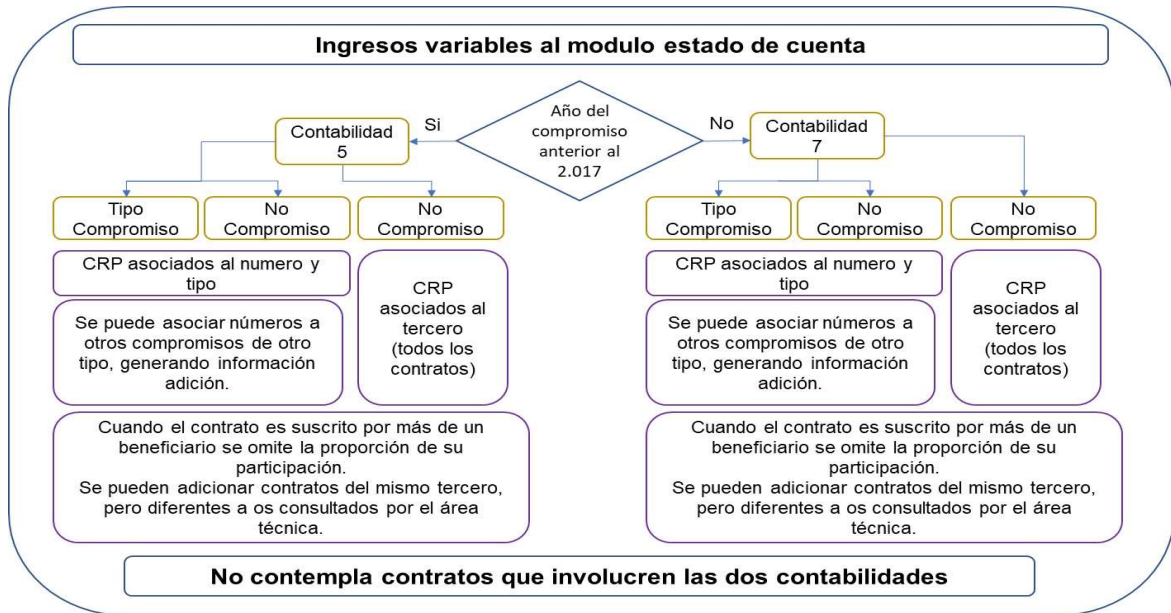 Ingresos variables al modulo estado de cuenta
Año del
compromiso
anterior al
2.017
Si
No
Contabilidad
5
Contabilidad
7
Tipo
Compromiso
No
Compromiso
No
Compromiso
CRP asociados al numero y
tipo
Se puede asociar números a
otros compromisos de otro
tipo, generando información
adición.
CRP
asociados al
tercero
(todos los
contratos)
Cuando el contrato es suscrito por más de un
beneficiario se omite la proporción de su
participación.
Se pueden adicionar contratos del mismo tercero,
pero diferentes a os consultados por el área
técnica.
Tipo
Compromiso
No
Compromiso
No
Compromiso
CRP asociados al numero y
tipo
Se puede asociar números a
otros compromisos de otro
tipo, generando información
adición.
CRP
asociados al
tercero
(todos los
contratos)
Cuando el contrato es suscrito por más de un
beneficiario se omite la proporción de su
participación.
Se pueden adicionar contratos del mismo tercero,
pero diferentes a os consultados por el área
técnica.
No contempla contratos que involucren las dos contabilidades